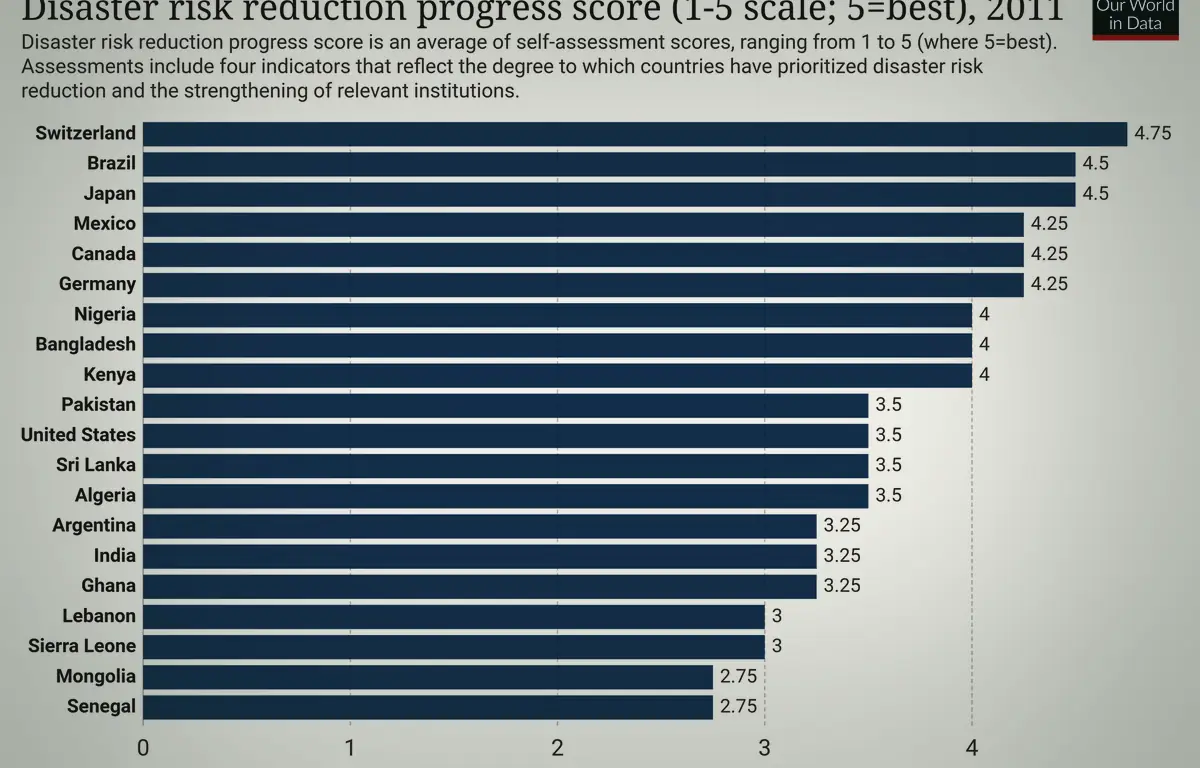 Disaster risk reduction progress score (1-5 scale; 5=best), 2011
Our World
in Data
Disaster risk reduction progress score is an average of self-assessment scores, ranging from 1 to 5 (where 5=best).
Assessments include four indicators that reflect the degree to which countries have prioritized disaster risk
reduction and the strengthening of relevant institutions.
Switzerland 4.75
Brazil 4.5
Japan 4.5
Mexico 4.25
Canada 4.25
Germany 4.25
Nigeria 4
Bangladesh 4
Kenya 4
Pakistan 3.5
United States 3.5
Sri Lanka 3.5
Algeria 3.5
Argentina 3.25
India 3.25
Ghana 3.25
Lebanon 3
Sierra Leone 3
Mongolia 2.75
Senegal 2.75
0 1 2 3 4